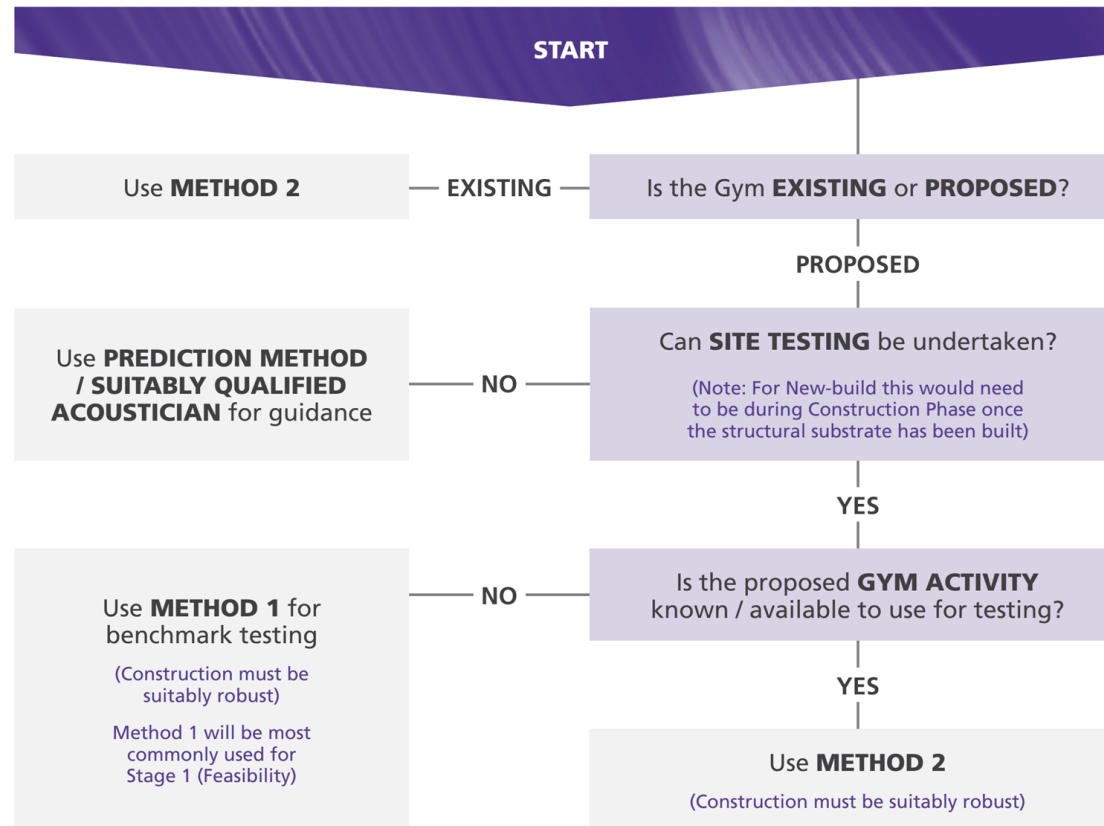 START
Use METHOD 2
EXISTING
Is the Gym EXISTING or PROPOSED?
PROPOSED
Use PREDICTION METHOD
/ SUITABLY QUALIFIED
ACOUSTICIAN for guidance
NO
Can SITE TESTING be undertaken?
(Note: For New-build this would need
to be during Construction Phase once
the structural substrate has been built)
YES
Use METHOD 1 for
benchmark testing
(Construction must be
suitably robust)
Method 1 will be most
commonly used for
Stage 1 (Feasibility)
NO
Is the proposed GYM ACTIVITY
known / available to use for testing?
YES
Use METHOD 2
(Construction must be suitably robust)